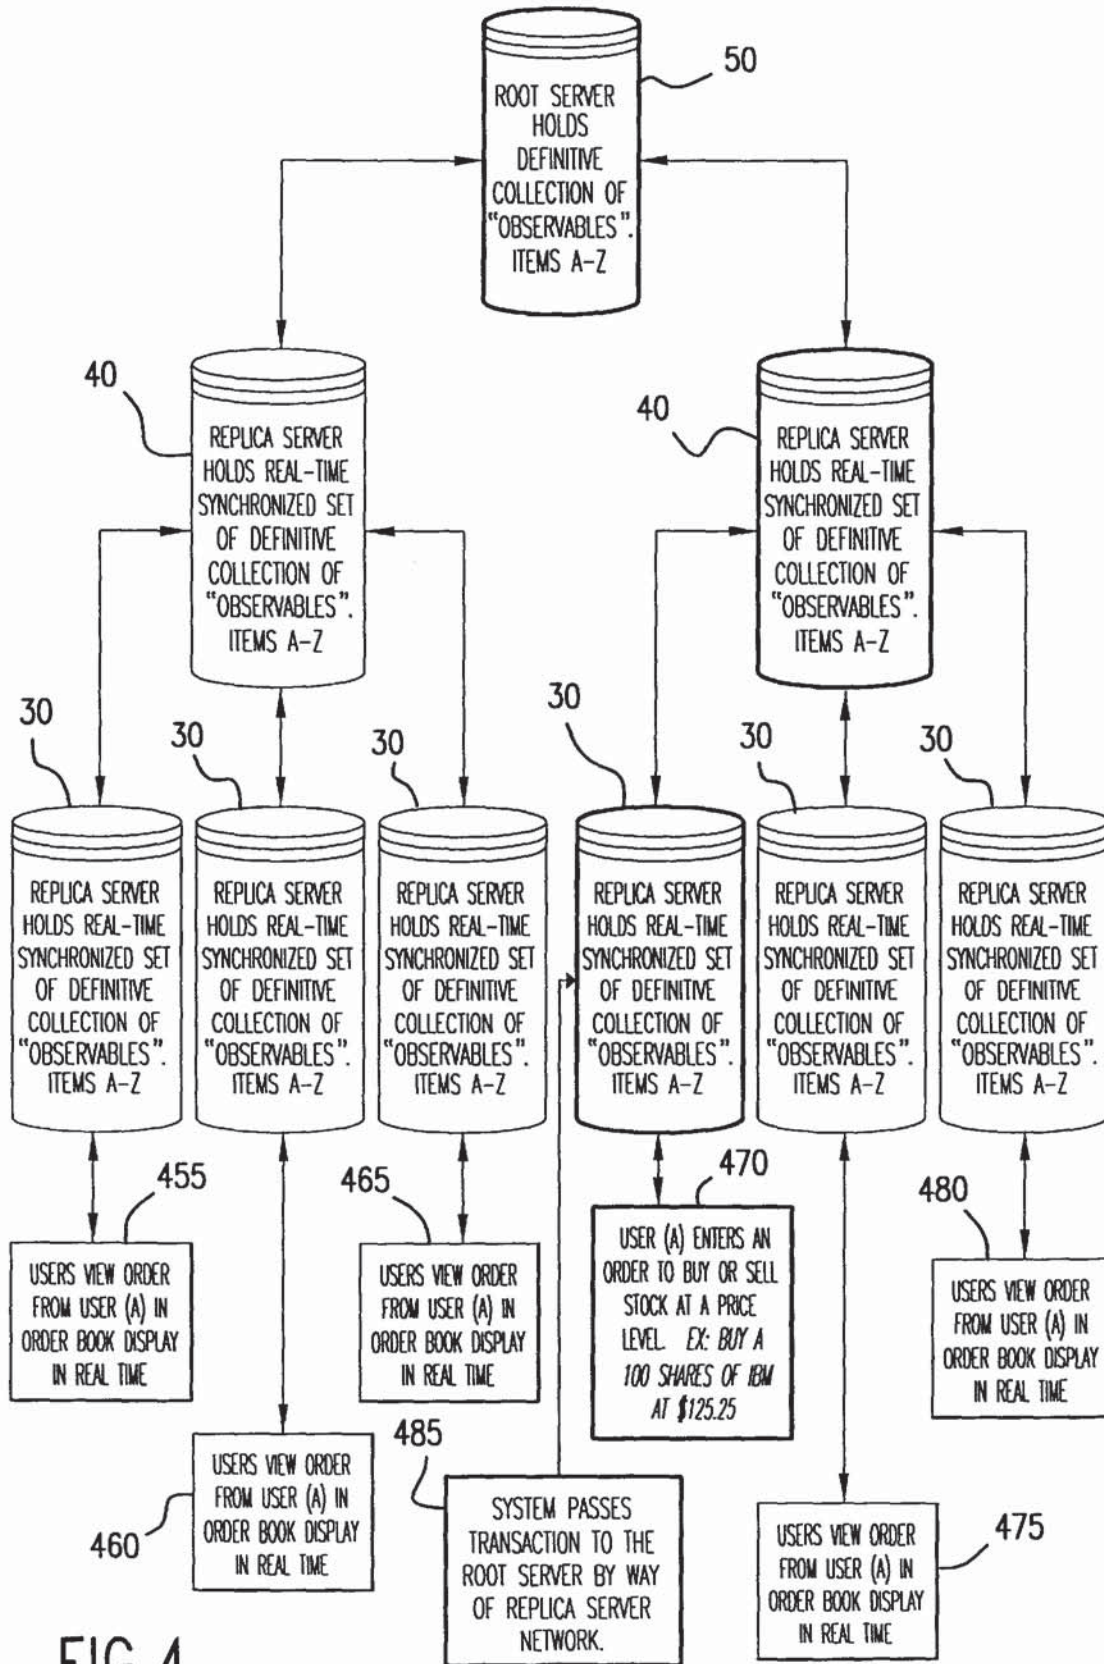 50
ROOT SERVER
HOLDS
DEFINITIVE
COLLECTION OF
"OBSERVABLES".
ITEMS A-Z
40
REPLICA SERVER
HOLDS REAL-TIME
SYNCHRONIZED SET
OF DEFINITIVE
COLLECTION OF
"OBSERVABLES".
ITEMS A-Z
40
REPLICA SERVER
HOLDS REAL-TIME
SYNCHRONIZED SET
OF DEFINITIVE
COLLECTION OF
"OBSERVABLES".
ITEMS A-Z
30
REPLICA SERVER
HOLDS REAL-TIME
SYNCHRONIZED SET
OF DEFINITIVE
COLLECTION OF
"OBSERVABLES".
ITEMS A-Z
30
REPLICA SERVER
HOLDS REAL-TIME
SYNCHRONIZED SET
OF DEFINITIVE
COLLECTION OF
"OBSERVABLES".
ITEMS A-Z
30
REPLICA SERVER
HOLDS REAL-TIME
SYNCHRONIZED SET
OF DEFINITIVE
COLLECTION OF
"OBSERVABLES".
ITEMS A-Z
30
REPLICA SERVER
HOLDS REAL-TIME
SYNCHRONIZED SET
OF DEFINITIVE
COLLECTION OF
"OBSERVABLES".
ITEMS A-Z
30
REPLICA SERVER
HOLDS REAL-TIME
SYNCHRONIZED SET
OF DEFINITIVE
COLLECTION OF
"OBSERVABLES".
ITEMS A-Z
30
REPLICA SERVER
HOLDS REAL-TIME
SYNCHRONIZED SET
OF DEFINITIVE
COLLECTION OF
"OBSERVABLES".
ITEMS A-Z
455
USERS VIEW ORDER
FROM USER (A) IN
ORDER BOOK DISPLAY
IN REAL TIME
465
USERS VIEW ORDER
FROM USER (A) IN
ORDER BOOK DISPLAY
IN REAL TIME
470
USER (A) ENTERS AN
ORDER TO BUY OR SELL
STOCK AT A PRICE
LEVEL. EX: BUY A
100 SHARES OF IBM
AT $125.25
480
USERS VIEW ORDER
FROM USER (A) IN
ORDER BOOK DISPLAY
IN REAL TIME
460
USERS VIEW ORDER
FROM USER (A) IN
ORDER BOOK DISPLAY
IN REAL TIME
485
SYSTEM PASSES
TRANSACTION TO THE
ROOT SERVER BY WAY
OF REPLICA SERVER
NETWORK.
475
USERS VIEW ORDER
FROM USER (A) IN
ORDER BOOK DISPLAY
IN REAL TIME
FIG. 4